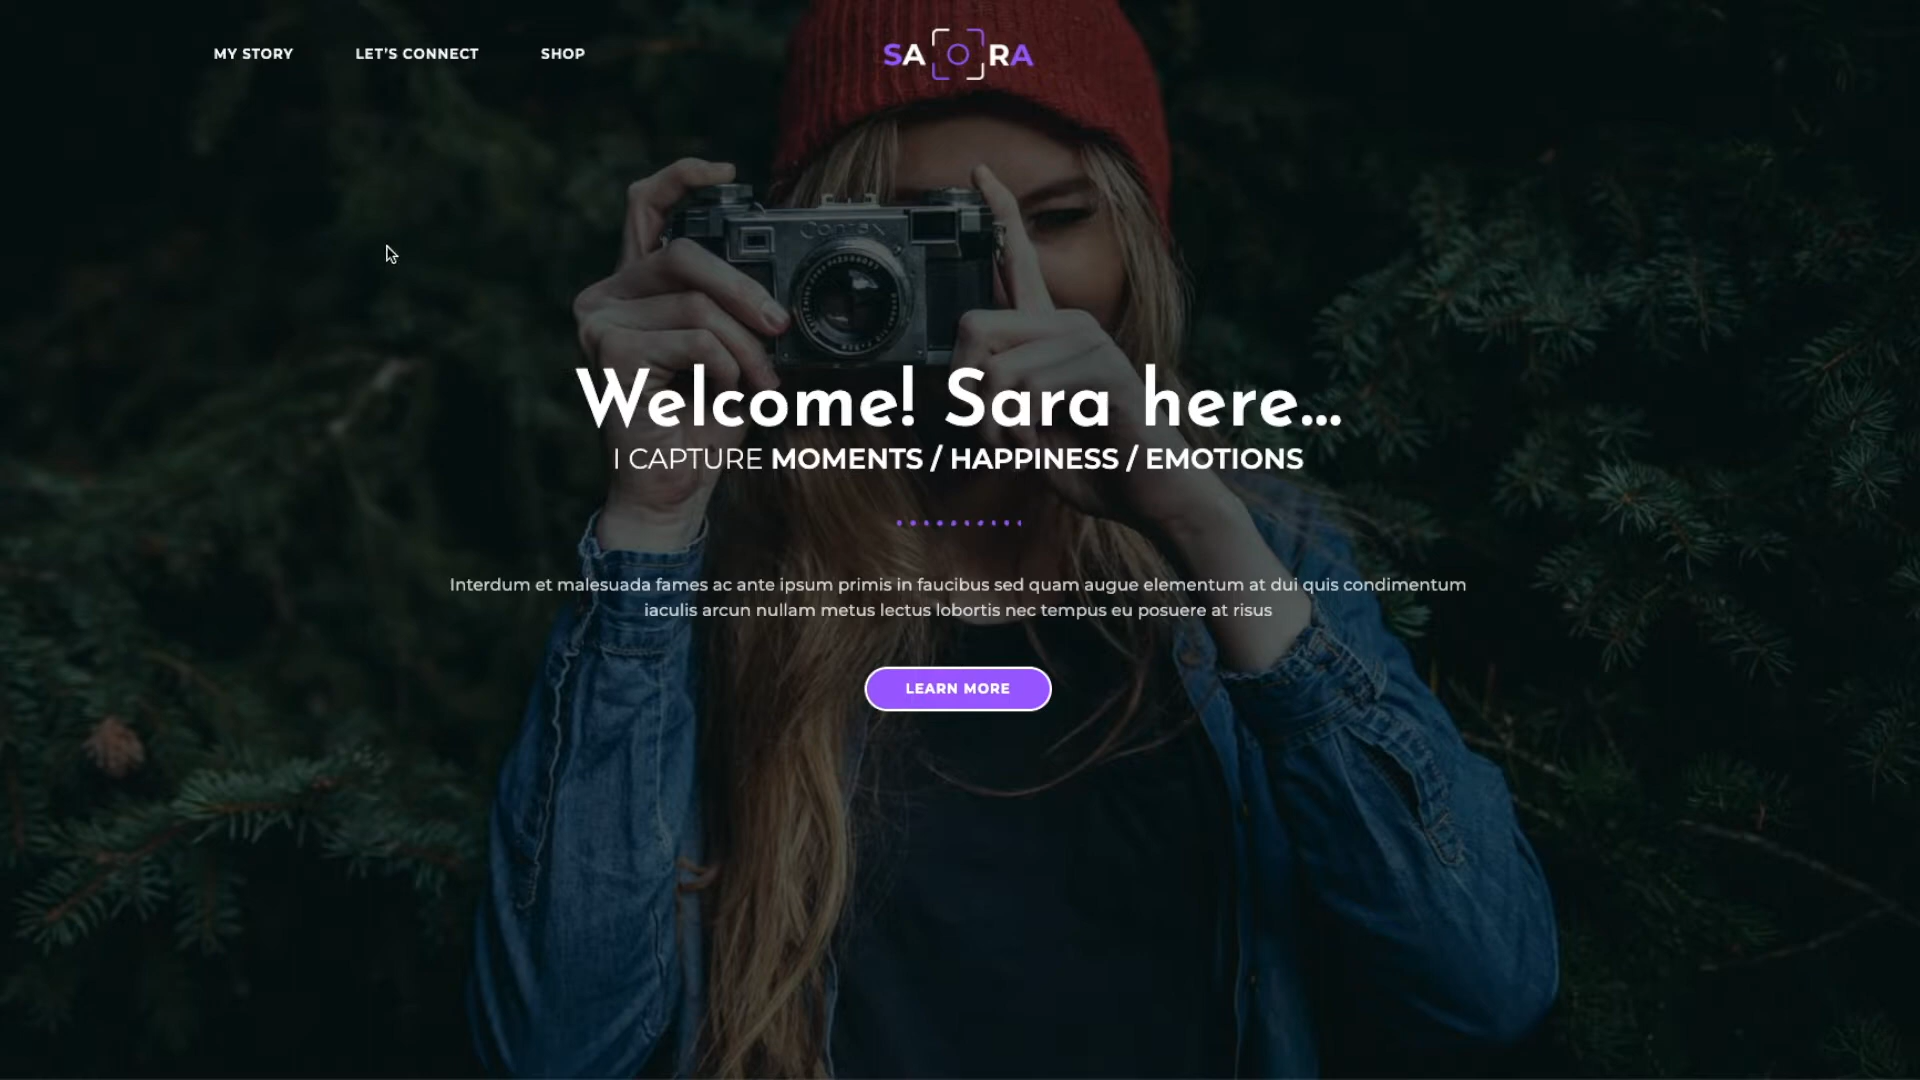 MY STORY LET'S CONNECT SHOP
SA RA
Contax
Welcome! Sara here...
I CAPTURE MOMENTS / HAPPINESS / EMOTIONS
Interdum et malesuada fames ac ante ipsum primis in faucibus sed quam augue elementum at dui quis condimentum
iaculis arcun nullam metus lectus lobortis nec tempus eu posuere at risus
LEARN MORE